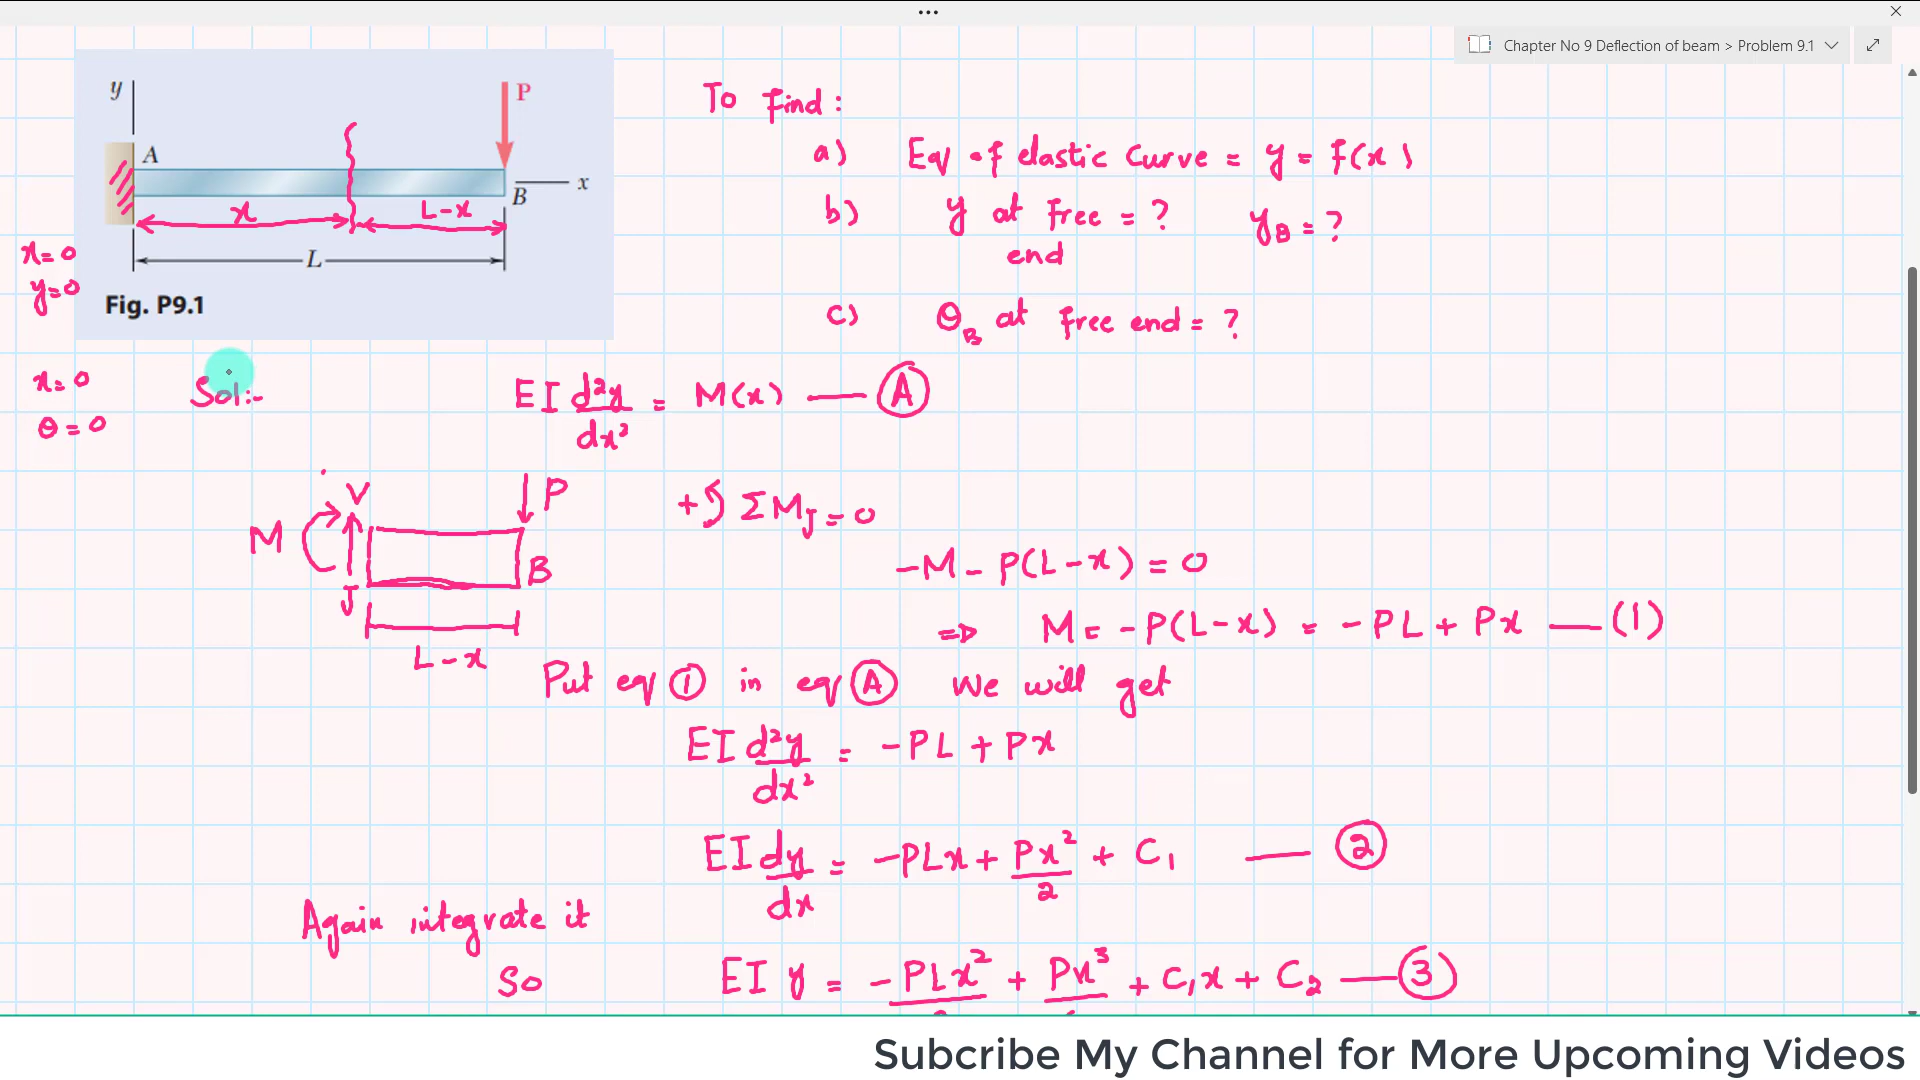 Chapter No 9 Deflection of beam > Problem 9.1
y
P
A
B
x
x
L-x
L
Fig. P9.1
x=0
y=0
x=0
θ=0
To find:
a) Eq of elastic Curve = y = f(x)
b) y at free end = ? y_B = ?
c) θ_B at free end = ?
Sol:-
EI d²y/dx² = M(x) — (A)
M
V
P
J
B
L-x
+↺ ΣM_J = 0
-M - P(L-x) = 0
=> M = -P(L-x) = -PL + Px — (1)
Put eq (1) in eq (A) We will get
EI d²y/dx² = -PL + Px
EI dy/dx = -PLx + Px²/2 + C₁ — (2)
Again integrate it
So
EI y = -PLx² + Px³ + C₁x + C₂ — (3)
Subcribe My Channel for More Upcoming Videos